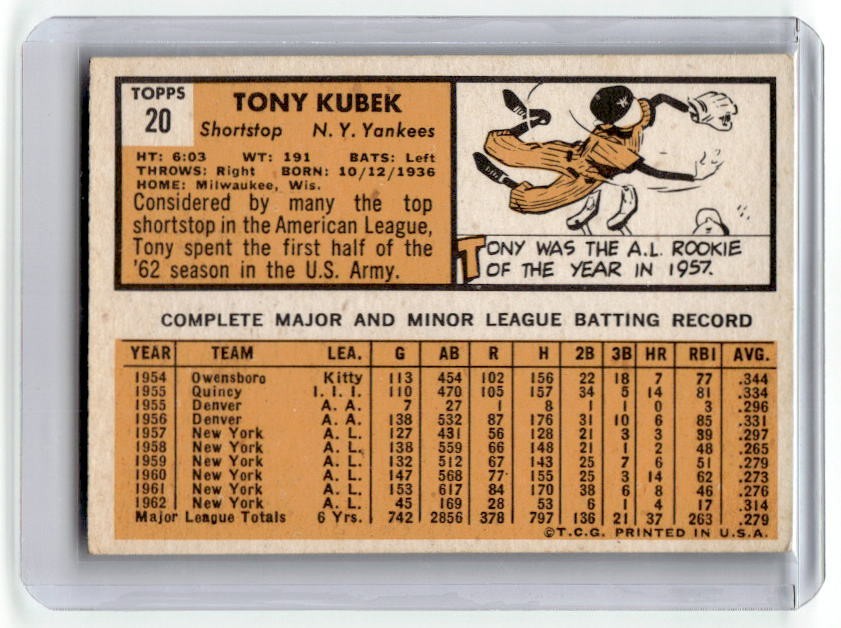 TOPPS
20
TONY KUBEK
Shortstop N. Y. Yankees
HT: 6:03 WT: 191 BATS: Left
THROWS: Right BORN: 10/12/1936
HOME: Milwaukee, Wis.
Considered by many the top
shortstop in the American League,
Tony spent the first half of the
'62 season in the U.S. Army.
TONY WAS THE A.L. ROOKIE
OF THE YEAR IN 1957.
COMPLETE MAJOR AND MINOR LEAGUE BATTING RECORD
YEAR TEAM LEA. G AB R H 2B 3B HR RBI AVG.
1954 Owensboro Kitty 113 454 102 156 22 18 7 77 .344
1955 Quincy I. I. I. 110 470 105 157 34 5 14 81 .334
1955 Denver A. A. 7 27 1 8 1 1 0 3 .296
1956 Denver A. A. 138 532 87 176 31 10 6 85 .331
1957 New York A. L. 127 431 56 128 21 3 3 39 .297
1958 New York A. L. 138 559 66 148 21 1 2 48 .265
1959 New York A. L. 132 512 67 143 25 7 6 51 .279
1960 New York A. L. 147 568 77 155 25 3 14 62 .273
1961 New York A. L. 153 617 84 170 38 6 8 46 .276
1962 New York A. L. 45 169 28 53 6 1 4 17 .314
Major League Totals 6 Yrs. 742 2856 378 797 136 21 37 263 .279
©T.C.G. PRINTED IN U.S.A.